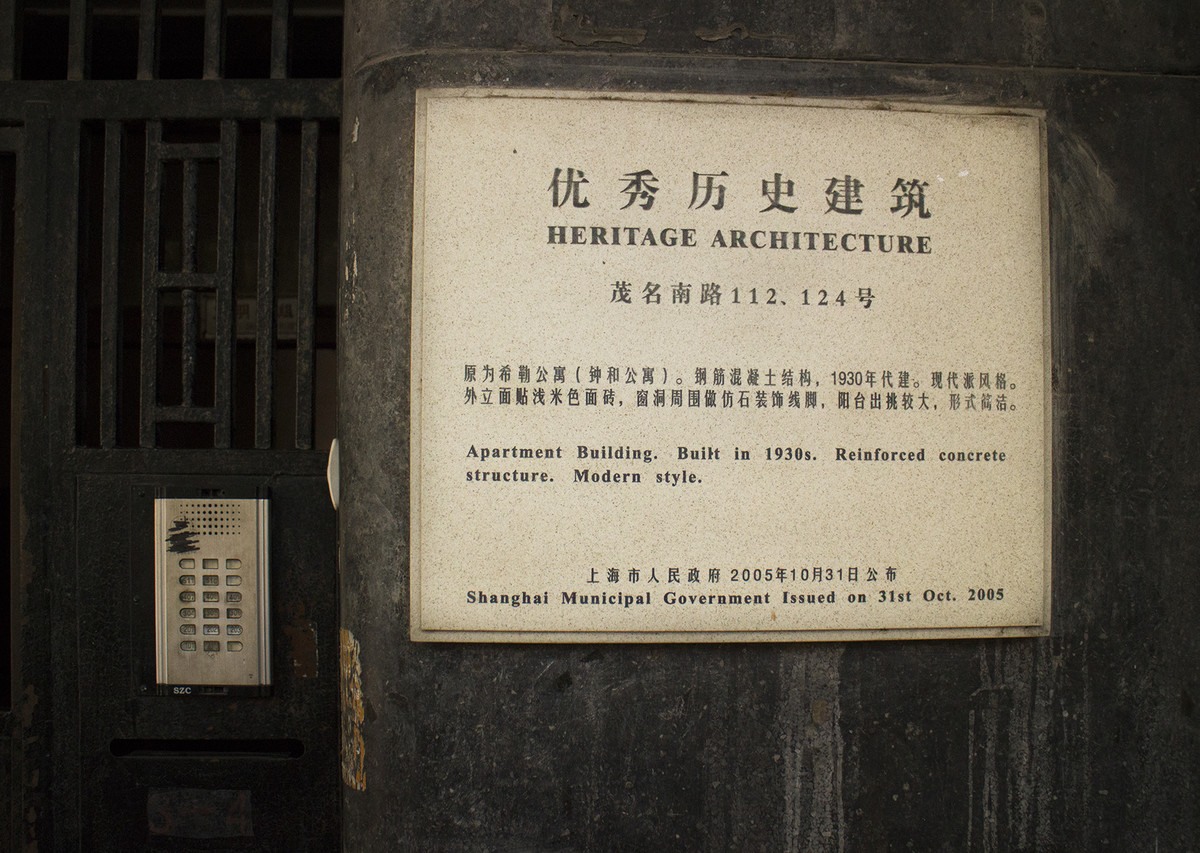 优秀历史建筑
HERITAGE ARCHITECTURE
茂名南路112、124号
原为希勒公寓（钟和公寓）。钢筋混凝土结构，1930年代建。现代派风格。
外立面贴浅米色面砖，窗洞周围做仿石装饰线脚，阳台出挑较大，形式简洁。
Apartment Building. Built in 1930s. Reinforced concrete
structure. Modern style.
上海市人民政府 2005年10月31日公布
Shanghai Municipal Government Issued on 31st Oct. 2005
SZC